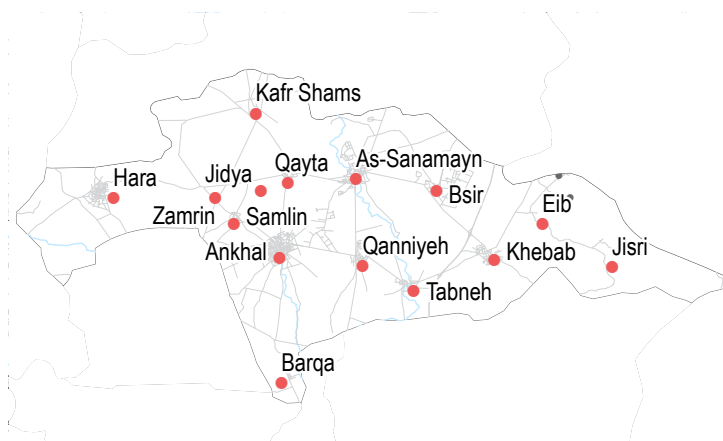 Kafr Shams
As-Sanamayn
Qayta
Jidya
Hara
Bsir
Eib
Zamrin
Samlin
Ankhal
Qanniyeh
Khebab
Jisri
Tabneh
Barqa